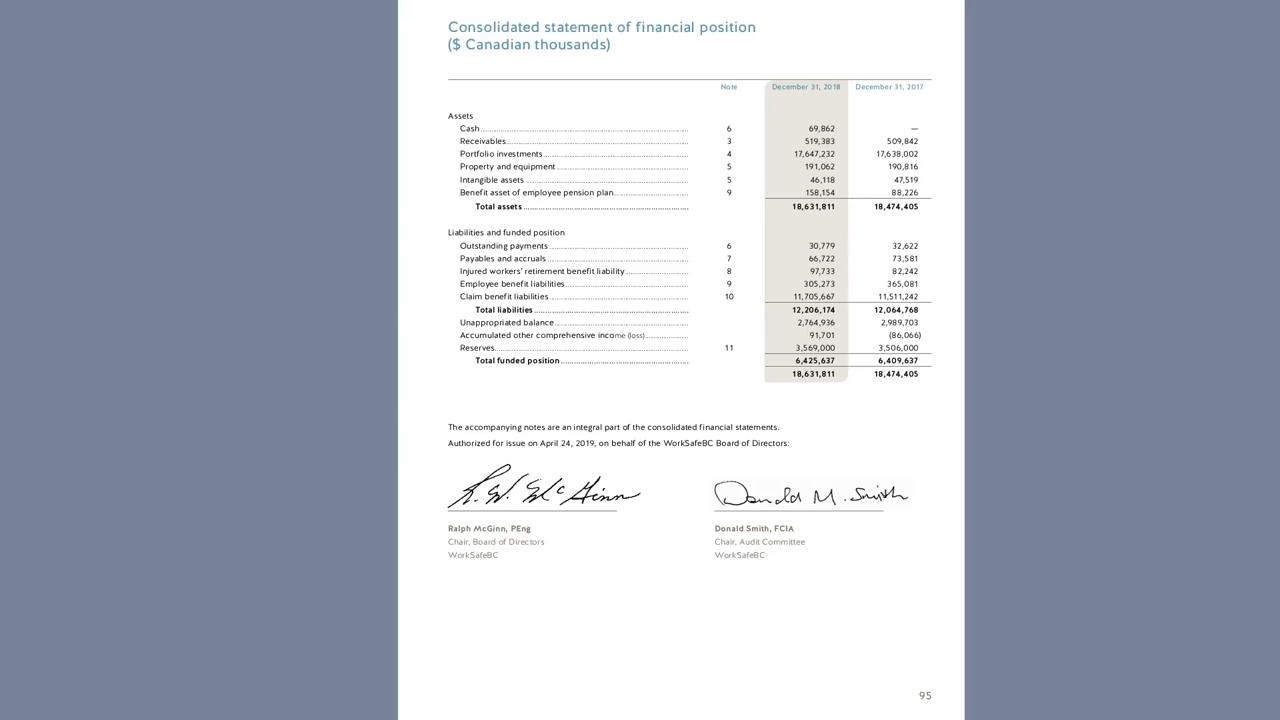 Consolidated statement of financial position
($ Canadian thousands)
Note December 31, 2018 December 31, 2017
Assets
Cash 6 69,862 —
Receivables 3 519,383 509,842
Portfolio investments 4 17,647,232 17,638,002
Property and equipment 5 191,062 190,816
Intangible assets 5 46,118 47,519
Benefit asset of employee pension plan 9 158,154 88,226
Total assets 18,631,811 18,474,405
Liabilities and funded position
Outstanding payments 6 30,779 32,622
Payables and accruals 7 66,722 73,581
Injured workers' retirement benefit liability 8 97,733 82,242
Employee benefit liabilities 9 305,273 365,081
Claim benefit liabilities 10 11,705,667 11,511,242
Total liabilities 12,206,174 12,064,768
Unappropriated balance 2,764,936 2,989,703
Accumulated other comprehensive income (loss) 91,701 (86,066)
Reserves 11 3,569,000 3,506,000
Total funded position 6,425,637 6,409,637
18,631,811 18,474,405
The accompanying notes are an integral part of the consolidated financial statements.
Authorized for issue on April 24, 2019, on behalf of the WorkSafeBC Board of Directors:
R. W. McGinn Donald M. Smith
Ralph McGinn, PEng Donald Smith, FCIA
Chair, Board of Directors Chair, Audit Committee
WorkSafeBC WorkSafeBC
95